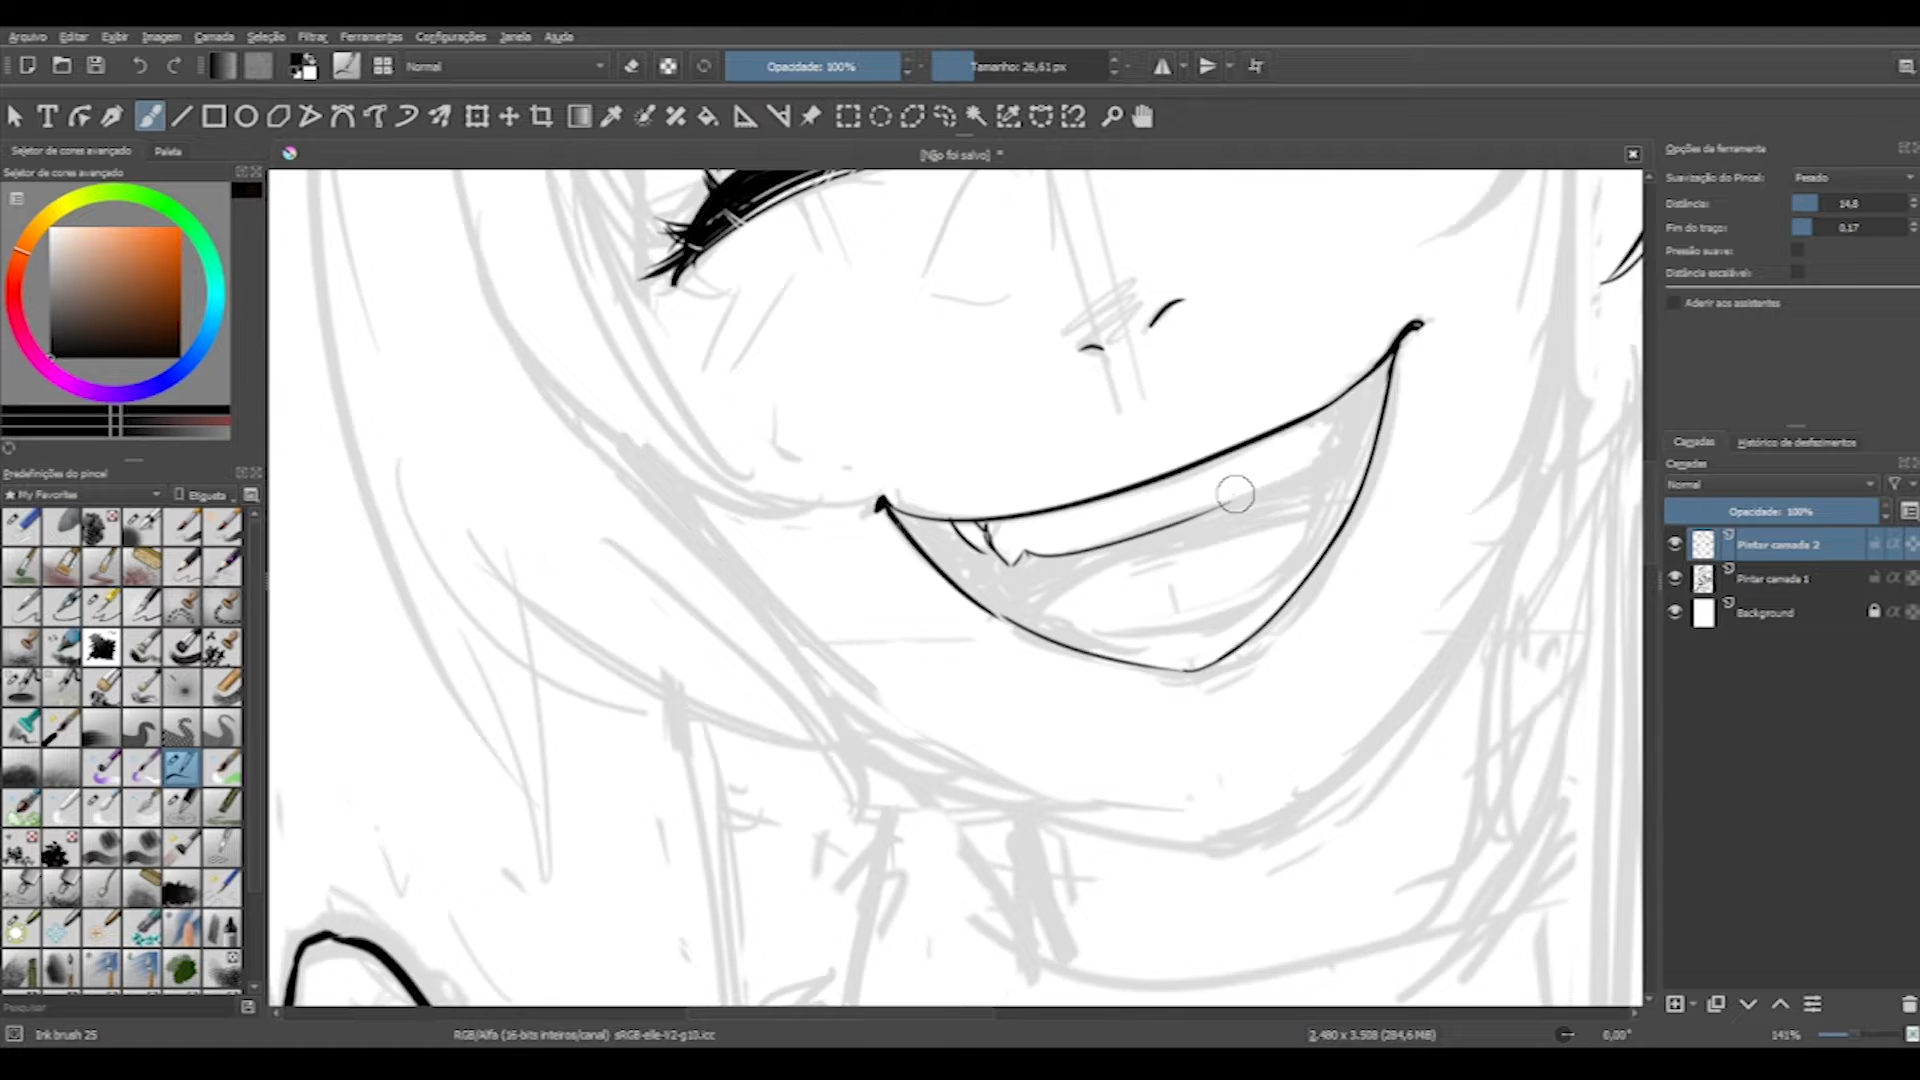 Arquivo Editar Exibir Imagem Camada Seleção Filtrar Ferramentas Configurações Janela Ajuda
Normal Opacidade: 100% Tamanho: 26,61 px
Seletor de cores avançado Paleta
[Não foi salvo] *
Seletor de cores avançado
Opções da ferramenta
Suavização do Pincel: Pesado
Distância: 14,8
Fim do traço: 0,17
Pressão suave:
Distância escalável:
Aderir aos assistentes
Camadas Histórico de desfazimentos
Camadas
Normal
Opacidade: 100%
Pintar camada 2
Pintar camada 1
Background
Predefinições do pincel
My Favorites Etiqueta
Pesquisar
Ink brush 25
RGB/Alfa (16-bits inteiros/canal) sRGB-elle-V2-g10.icc
2.480 x 3.508 (284,6 MB)
0,00°
141%